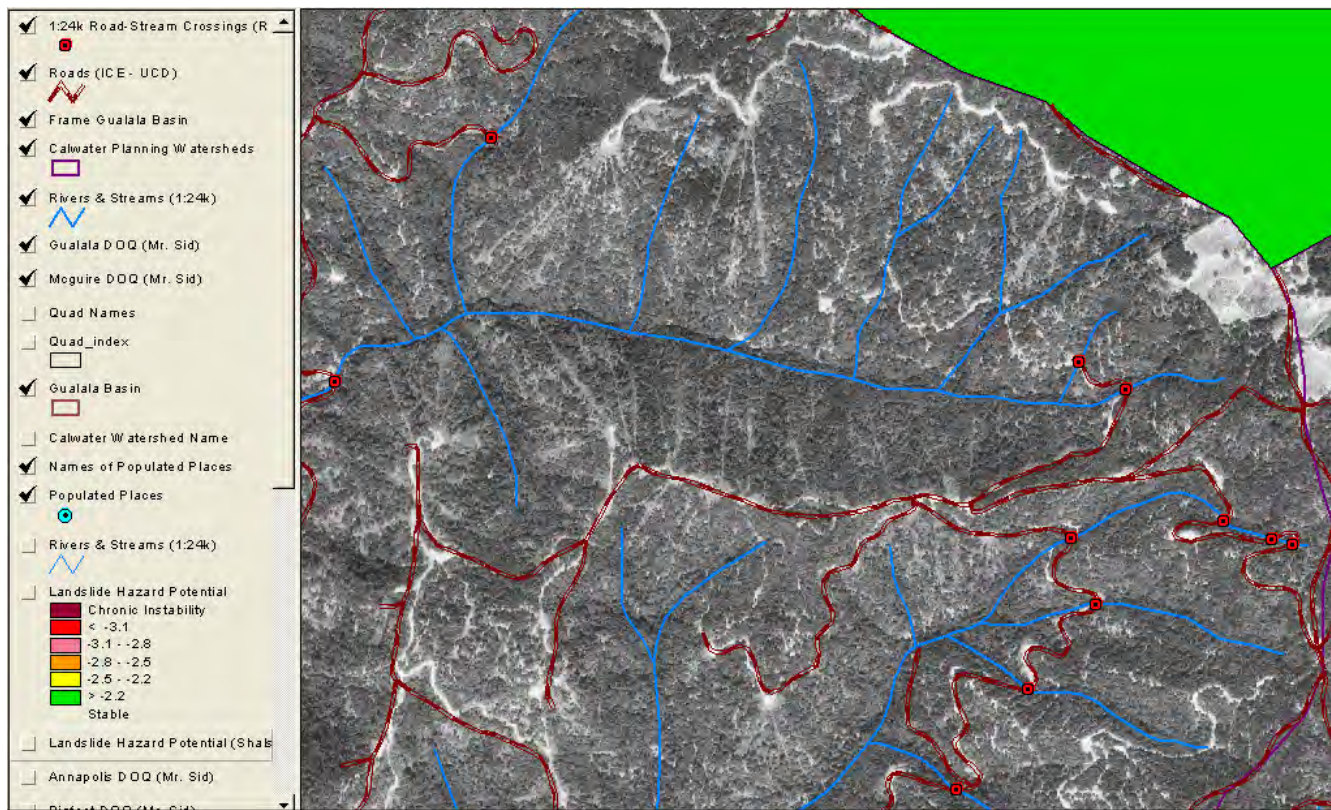 1:24k Road-Stream Crossings (R
Roads (ICE - UCD)
Frame Gualala Basin
Calwater Planning Watersheds
Rivers & Streams (1:24k)
Gualala DOQ (Mr. Sid)
Mcguire DOQ (Mr. Sid)
Quad Names
Quad_index
Gualala Basin
Calwater Watershed Name
Names of Populated Places
Populated Places
Rivers & Streams (1:24k)
Landslide Hazard Potential
Chronic Instability
< -3.1
-3.1 - -2.8
-2.8 - -2.5
-2.5 - -2.2
> -2.2
Stable
Landslide Hazard Potential (Shals
Annapolis DOQ (Mr. Sid)
DOQ (Mr. Sid)